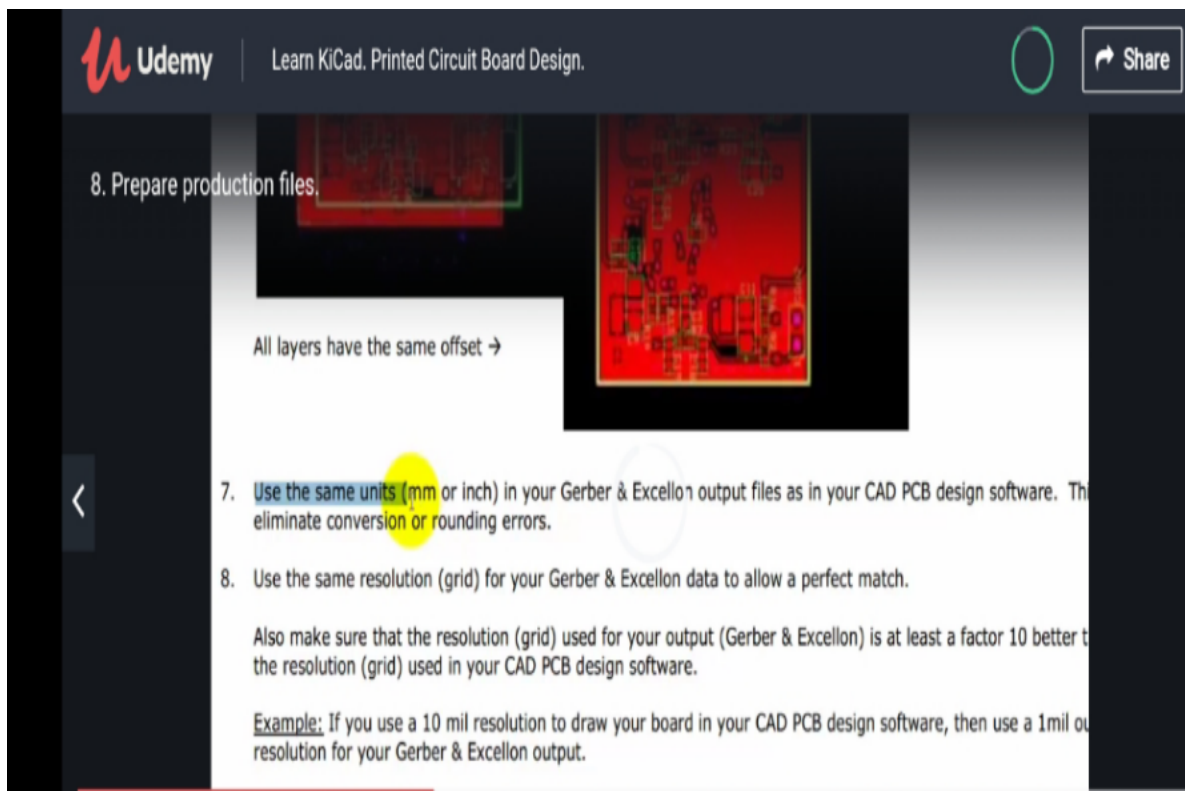 Udemy
Learn KiCad. Printed Circuit Board Design.
Share
8. Prepare production files.
All layers have the same offset →
7. Use the same units (mm or inch) in your Gerber & Excellon output files as in your CAD PCB design software.
eliminate conversion or rounding errors.
8. Use the same resolution (grid) for your Gerber & Excellon data to allow a perfect match.
Also make sure that the resolution (grid) used for your output (Gerber & Excellon) is at least a factor 10 better
the resolution (grid) used in your CAD PCB design software.
Example: If you use a 10 mil resolution to draw your board in your CAD PCB design software, then use a 1mil
resolution for your Gerber & Excellon output.